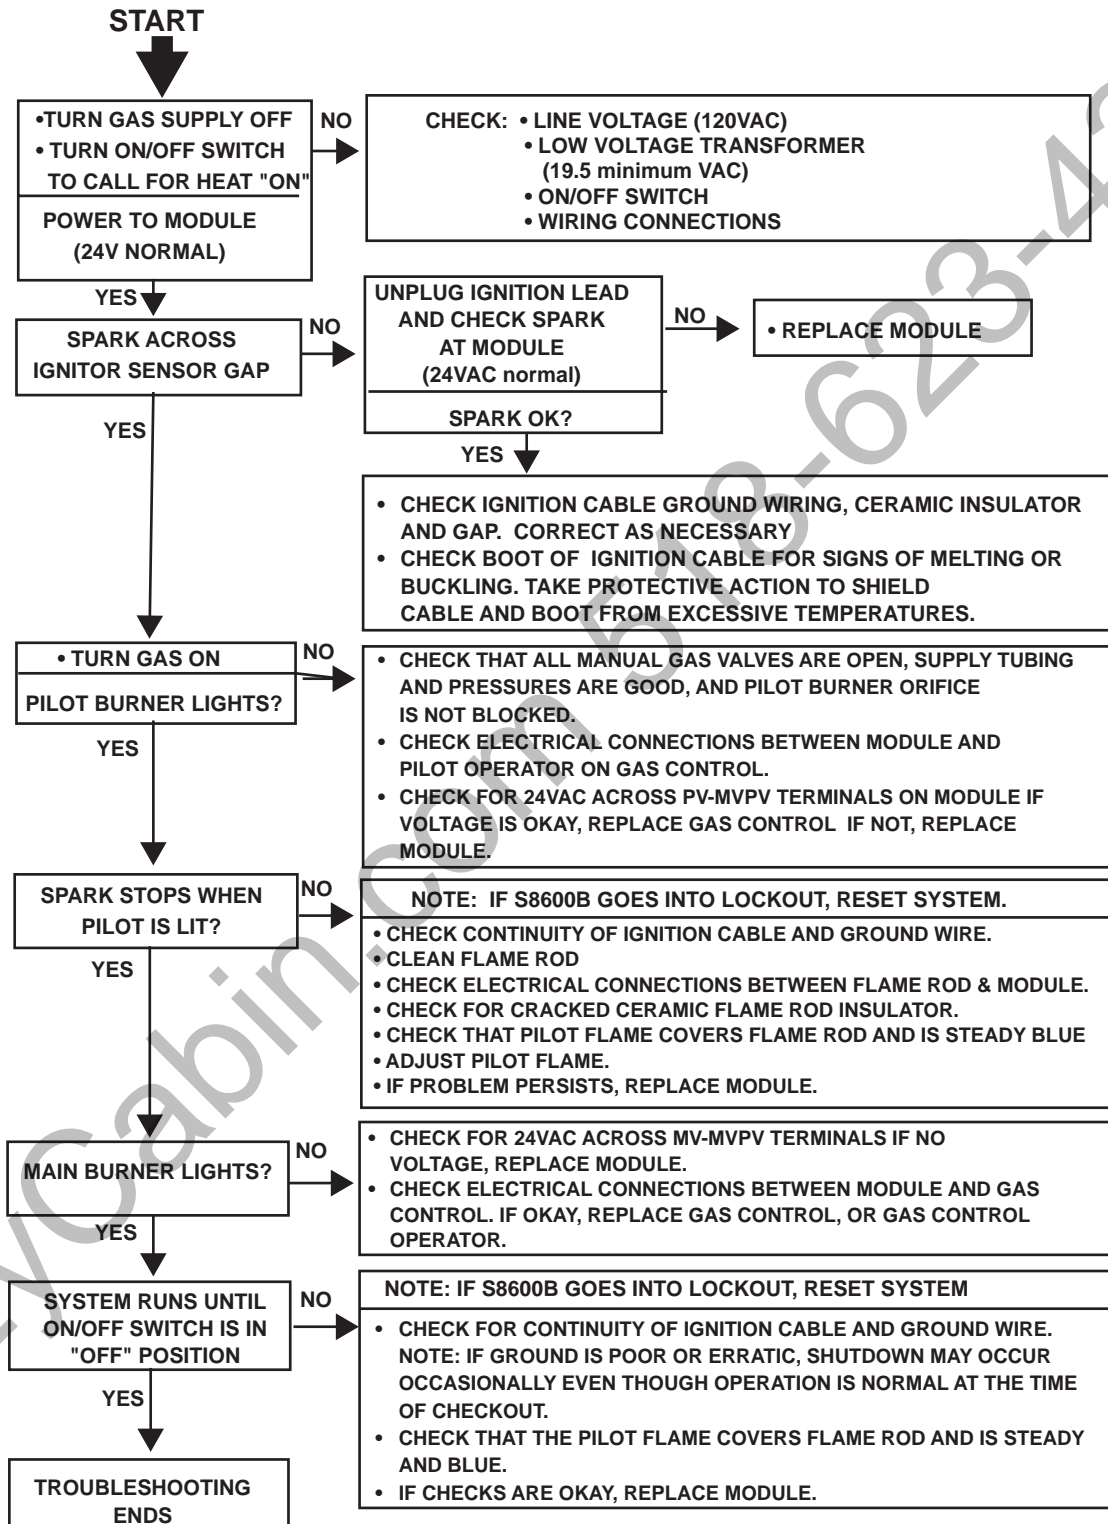 START
•TURN GAS SUPPLY OFF
• TURN ON/OFF SWITCH
TO CALL FOR HEAT "ON"
POWER TO MODULE
(24V NORMAL)
NO
CHECK: • LINE VOLTAGE (120VAC)
• LOW VOLTAGE TRANSFORMER
(19.5 minimum VAC)
• ON/OFF SWITCH
• WIRING CONNECTIONS
YES
SPARK ACROSS
IGNITOR SENSOR GAP
NO
UNPLUG IGNITION LEAD
AND CHECK SPARK
AT MODULE
(24VAC normal)
SPARK OK?
NO
• REPLACE MODULE
YES
YES
• CHECK IGNITION CABLE GROUND WIRING, CERAMIC INSULATOR
AND GAP. CORRECT AS NECESSARY
• CHECK BOOT OF IGNITION CABLE FOR SIGNS OF MELTING OR
BUCKLING. TAKE PROTECTIVE ACTION TO SHIELD
CABLE AND BOOT FROM EXCESSIVE TEMPERATURES.
• TURN GAS ON
PILOT BURNER LIGHTS?
NO
• CHECK THAT ALL MANUAL GAS VALVES ARE OPEN, SUPPLY TUBING
AND PRESSURES ARE GOOD, AND PILOT BURNER ORIFICE
IS NOT BLOCKED.
• CHECK ELECTRICAL CONNECTIONS BETWEEN MODULE AND
PILOT OPERATOR ON GAS CONTROL.
• CHECK FOR 24VAC ACROSS PV-MVPV TERMINALS ON MODULE IF
VOLTAGE IS OKAY, REPLACE GAS CONTROL IF NOT, REPLACE
MODULE.
YES
SPARK STOPS WHEN
PILOT IS LIT?
NO
NOTE: IF S8600B GOES INTO LOCKOUT, RESET SYSTEM.
• CHECK CONTINUITY OF IGNITION CABLE AND GROUND WIRE.
• CLEAN FLAME ROD
• CHECK ELECTRICAL CONNECTIONS BETWEEN FLAME ROD & MODULE.
• CHECK FOR CRACKED CERAMIC FLAME ROD INSULATOR.
• CHECK THAT PILOT FLAME COVERS FLAME ROD AND IS STEADY BLUE
• ADJUST PILOT FLAME.
• IF PROBLEM PERSISTS, REPLACE MODULE.
YES
MAIN BURNER LIGHTS?
NO
• CHECK FOR 24VAC ACROSS MV-MVPV TERMINALS IF NO
VOLTAGE, REPLACE MODULE.
• CHECK ELECTRICAL CONNECTIONS BETWEEN MODULE AND GAS
CONTROL. IF OKAY, REPLACE GAS CONTROL, OR GAS CONTROL
OPERATOR.
YES
SYSTEM RUNS UNTIL
ON/OFF SWITCH IS IN
"OFF" POSITION
NO
NOTE: IF S8600B GOES INTO LOCKOUT, RESET SYSTEM
• CHECK FOR CONTINUITY OF IGNITION CABLE AND GROUND WIRE.
NOTE: IF GROUND IS POOR OR ERRATIC, SHUTDOWN MAY OCCUR
OCCASIONALLY EVEN THOUGH OPERATION IS NORMAL AT THE TIME
OF CHECKOUT.
• CHECK THAT THE PILOT FLAME COVERS FLAME ROD AND IS STEADY
AND BLUE.
• IF CHECKS ARE OKAY, REPLACE MODULE.
YES
TROUBLESHOOTING
ENDS
yCabin.com 518-623-4